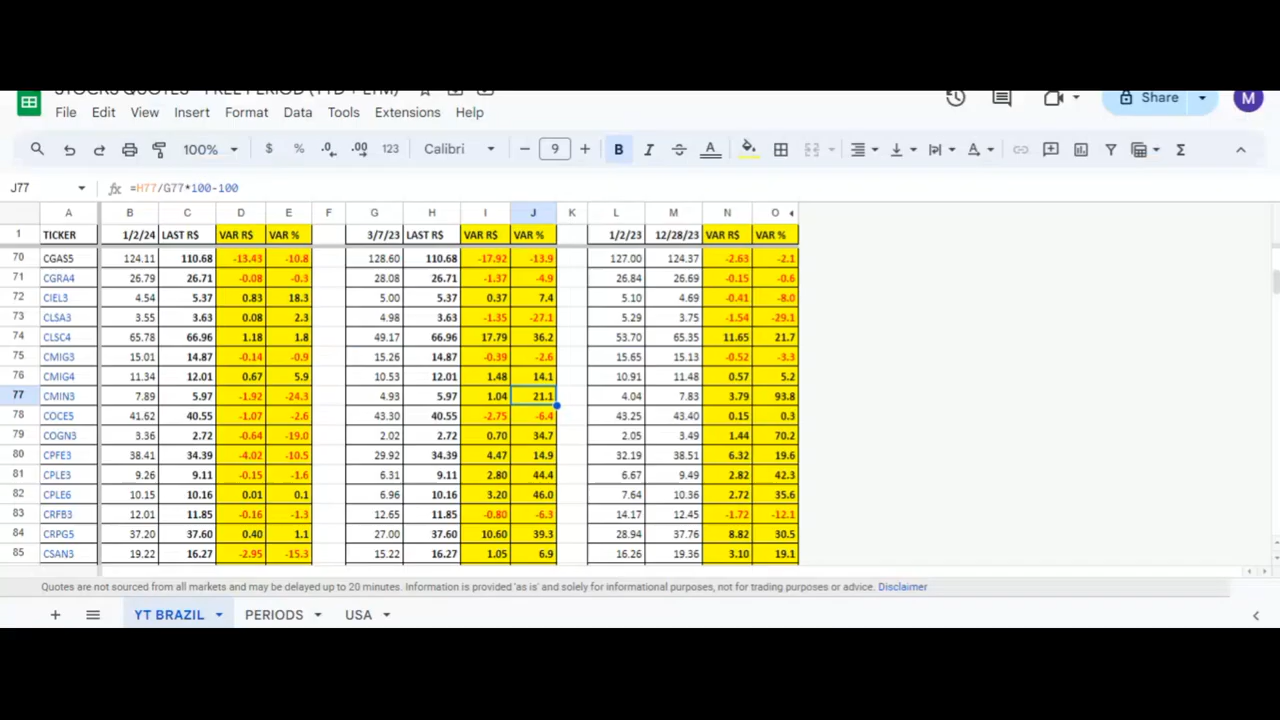 STOCKS QUOTES - FREE PERIOD (YTD + LTM)
File Edit View Insert Format Data Tools Extensions Help
Share M
100% $ % .0 .00 123 Calibri − 9 + B I A Σ
J77 fx =H77/G77*100-100
A B C D E F G H I J K L M N O
1 TICKER 1/2/24 LAST R$ VAR R$ VAR % 3/7/23 LAST R$ VAR R$ VAR % 1/2/23 12/28/23 VAR R$ VAR %
70 CGAS5 124.11 110.68 -13.43 -10.8 128.60 110.68 -17.92 -13.9 127.00 124.37 -2.63 -2.1
71 CGRA4 26.79 26.71 -0.08 -0.3 28.08 26.71 -1.37 -4.9 26.84 26.69 -0.15 -0.6
72 CIEL3 4.54 5.37 0.83 18.3 5.00 5.37 0.37 7.4 5.10 4.69 -0.41 -8.0
73 CLSA3 3.55 3.63 0.08 2.3 4.98 3.63 -1.35 -27.1 5.29 3.75 -1.54 -29.1
74 CLSC4 65.78 66.96 1.18 1.8 49.17 66.96 17.79 36.2 53.70 65.35 11.65 21.7
75 CMIG3 15.01 14.87 -0.14 -0.9 15.26 14.87 -0.39 -2.6 15.65 15.13 -0.52 -3.3
76 CMIG4 11.34 12.01 0.67 5.9 10.53 12.01 1.48 14.1 10.91 11.48 0.57 5.2
77 CMIN3 7.89 5.97 -1.92 -24.3 4.93 5.97 1.04 21.1 4.04 7.83 3.79 93.8
78 COCE5 41.62 40.55 -1.07 -2.6 43.30 40.55 -2.75 -6.4 43.25 43.40 0.15 0.3
79 COGN3 3.36 2.72 -0.64 -19.0 2.02 2.72 0.70 34.7 2.05 3.49 1.44 70.2
80 CPFE3 38.41 34.39 -4.02 -10.5 29.92 34.39 4.47 14.9 32.19 38.51 6.32 19.6
81 CPLE3 9.26 9.11 -0.15 -1.6 6.31 9.11 2.80 44.4 6.67 9.49 2.82 42.3
82 CPLE6 10.15 10.16 0.01 0.1 6.96 10.16 3.20 46.0 7.64 10.36 2.72 35.6
83 CRFB3 12.01 11.85 -0.16 -1.3 12.65 11.85 -0.80 -6.3 14.17 12.45 -1.72 -12.1
84 CRPG5 37.20 37.60 0.40 1.1 27.00 37.60 10.60 39.3 28.94 37.76 8.82 30.5
85 CSAN3 19.22 16.27 -2.95 -15.3 15.22 16.27 1.05 6.9 16.26 19.36 3.10 19.1
Quotes are not sourced from all markets and may be delayed up to 20 minutes. Information is provided 'as is' and solely for informational purposes, not for trading purposes or advice. Disclaimer
YT BRAZIL PERIODS USA